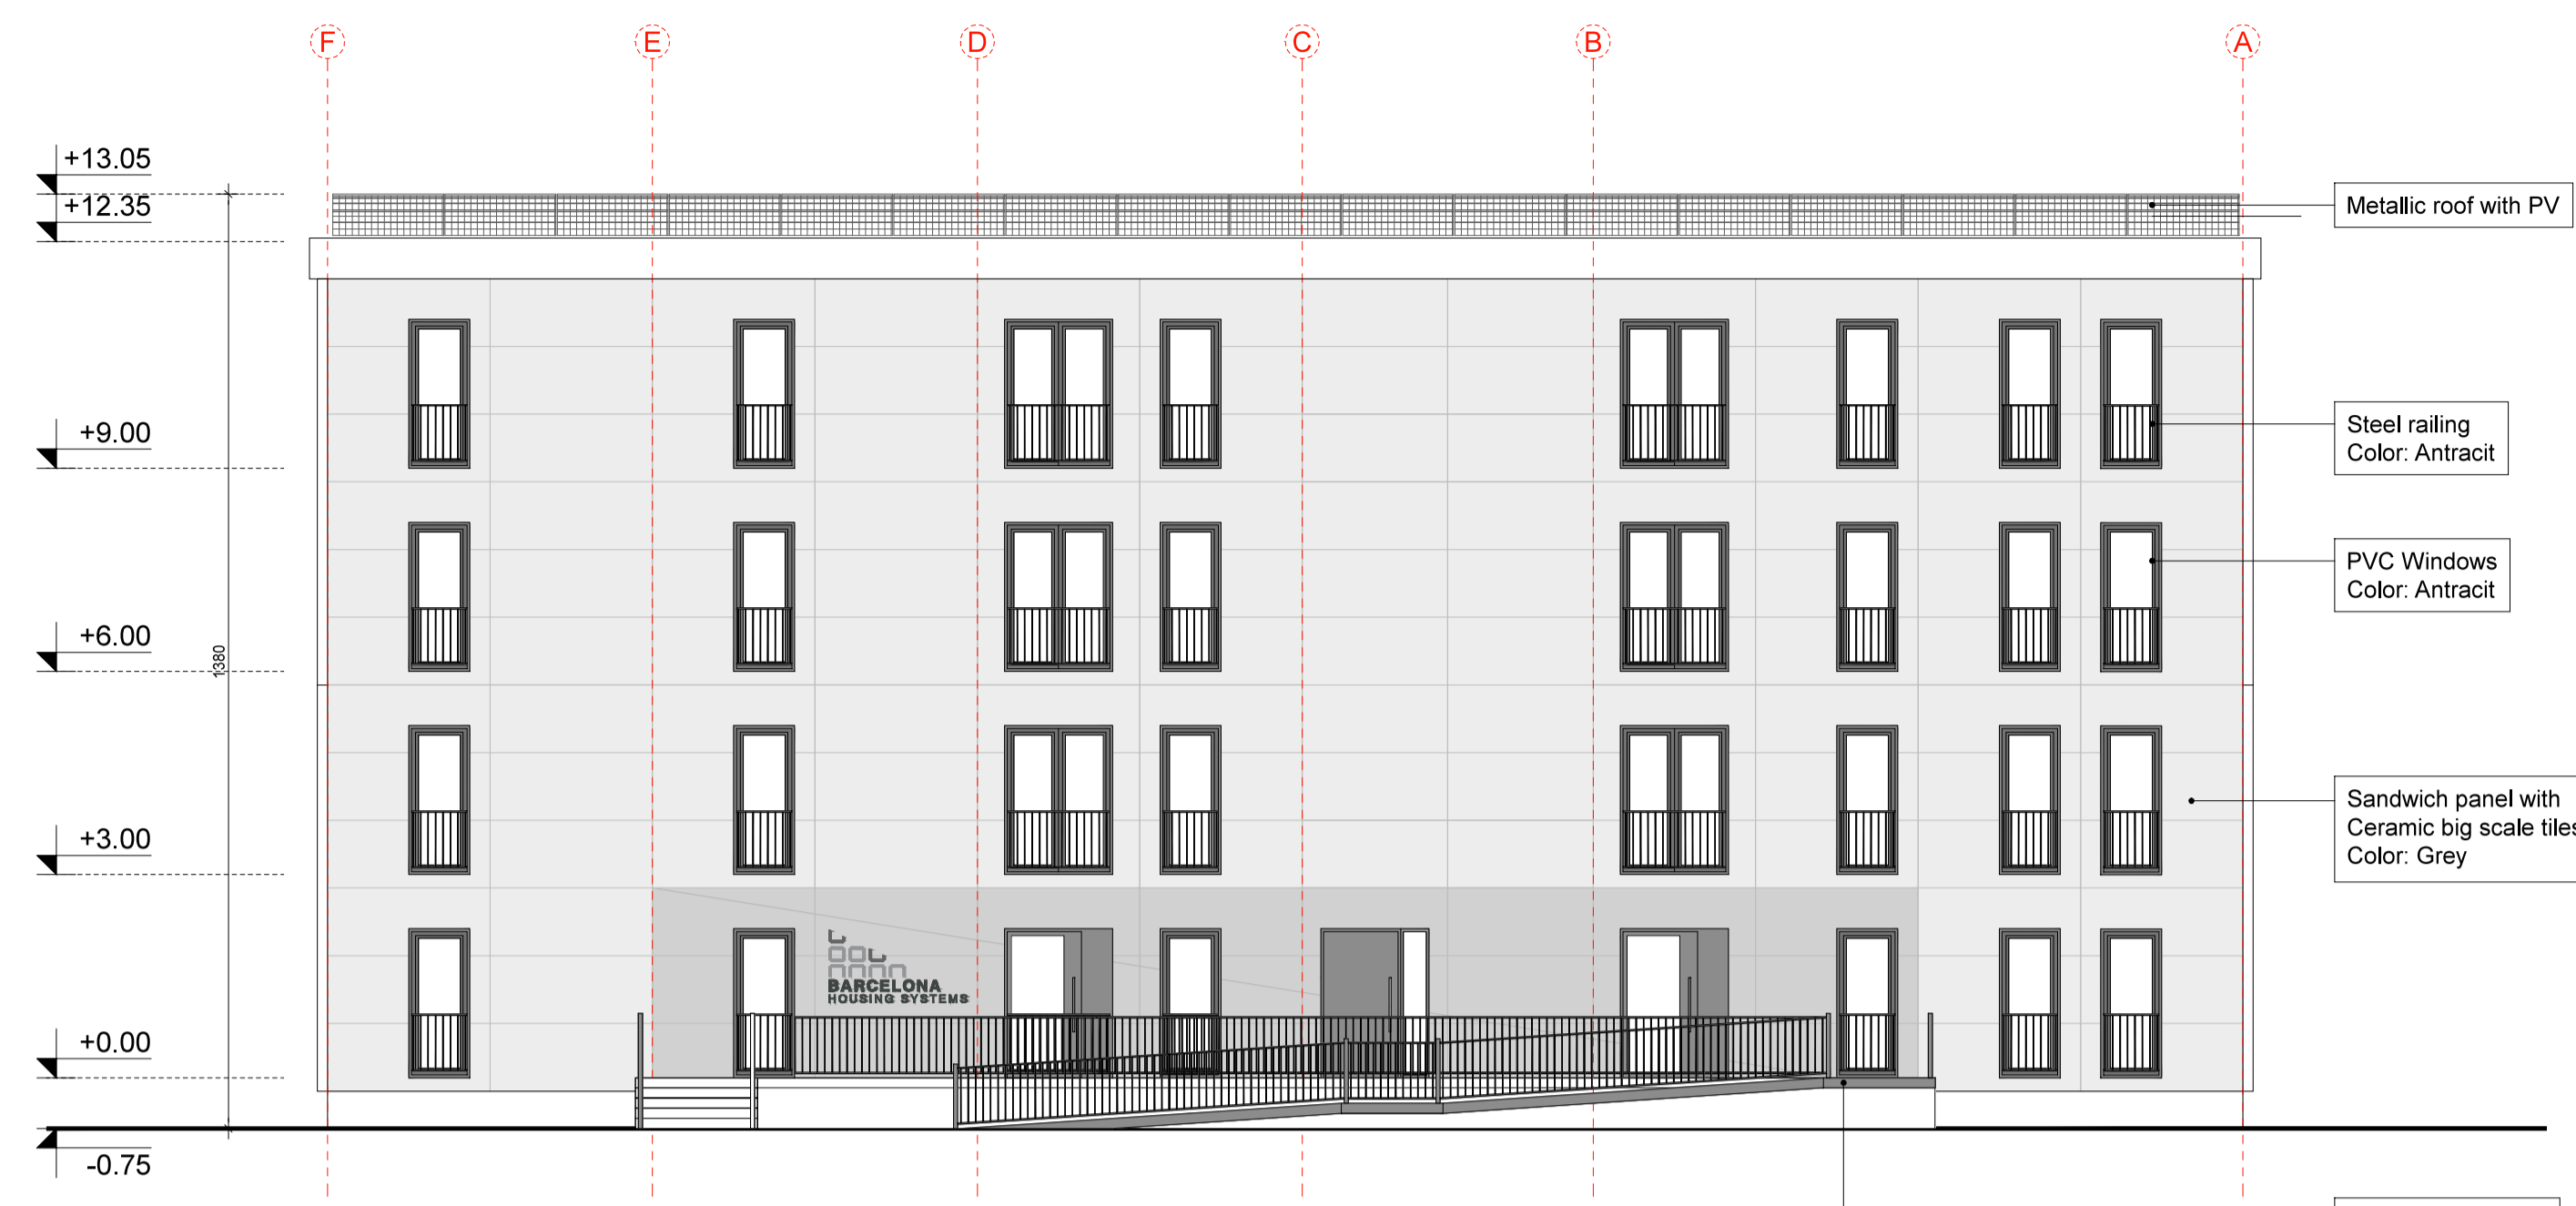 F E D C B A
+13.05
+12.35
Metallic roof with PV
+9.00
Steel railing
Color: Antracit
PVC Windows
Color: Antracit
+6.00
1380
+3.00
Sandwich panel with
Ceramic big scale tiles
Color: Grey
BARCELONA
HOUSING SYSTEMS
+0.00
-0.75